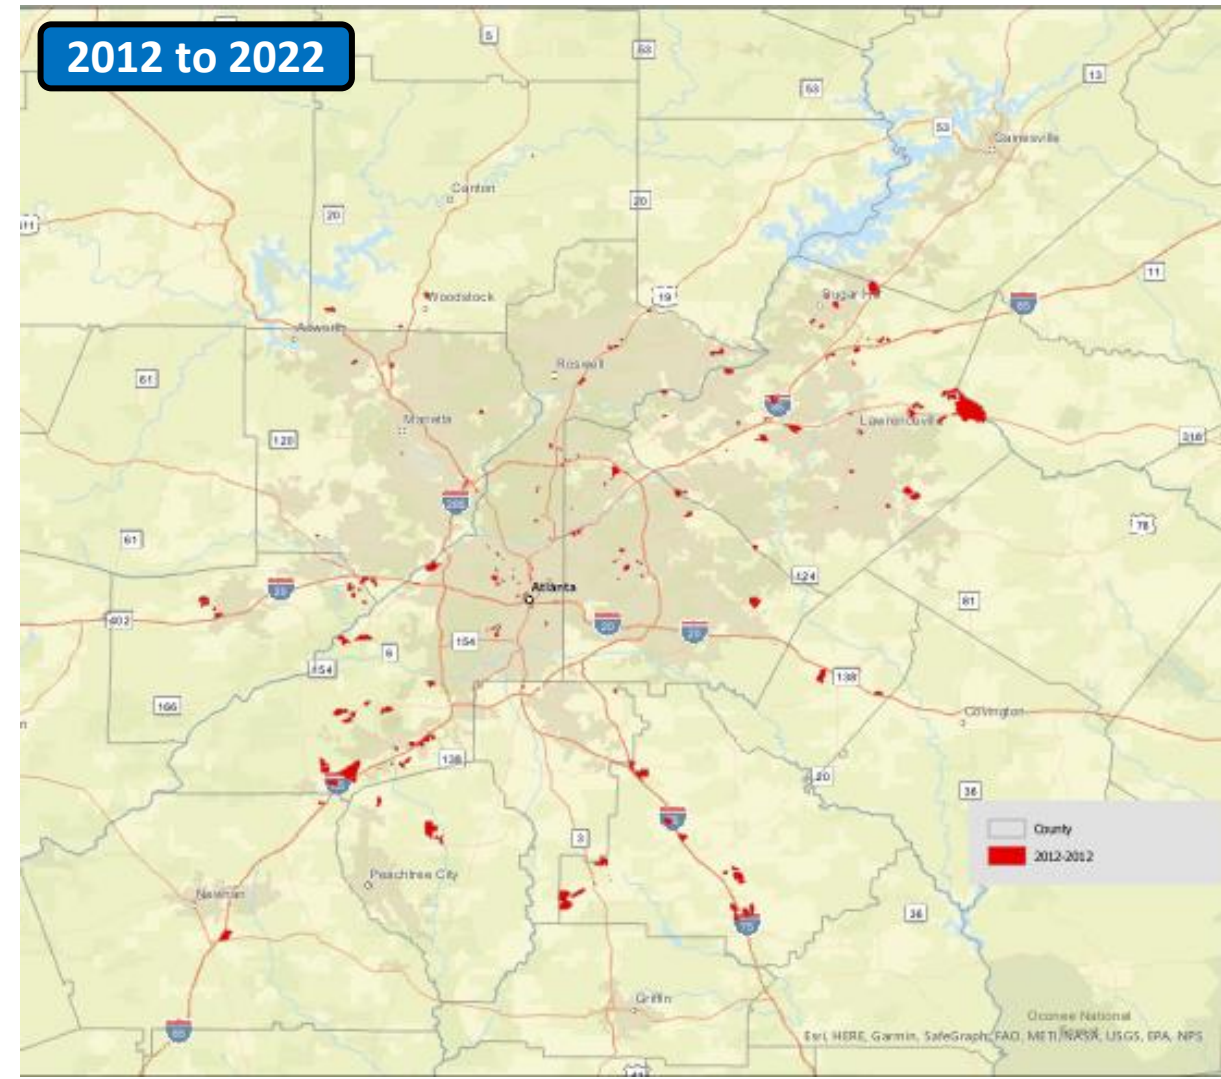 2012 to 2022
5
53
13
53
53
Gainesville
Canton
20
20
11
Woodstock
19
Sugar
85
Acworth
Roswell
61
Marietta
Lawrenceville
120
316
285
78
61
Atlanta
124
20
81
402
20
20
154
6
154
138
166
Covington
138
20
36
County
2012-2012
3
Peachtree City
Newnan
36
75
Griffin
Oconee National
85
Esri, HERE, Garmin, SafeGraph, FAO, METI/NASA, USGS, EPA, NPS